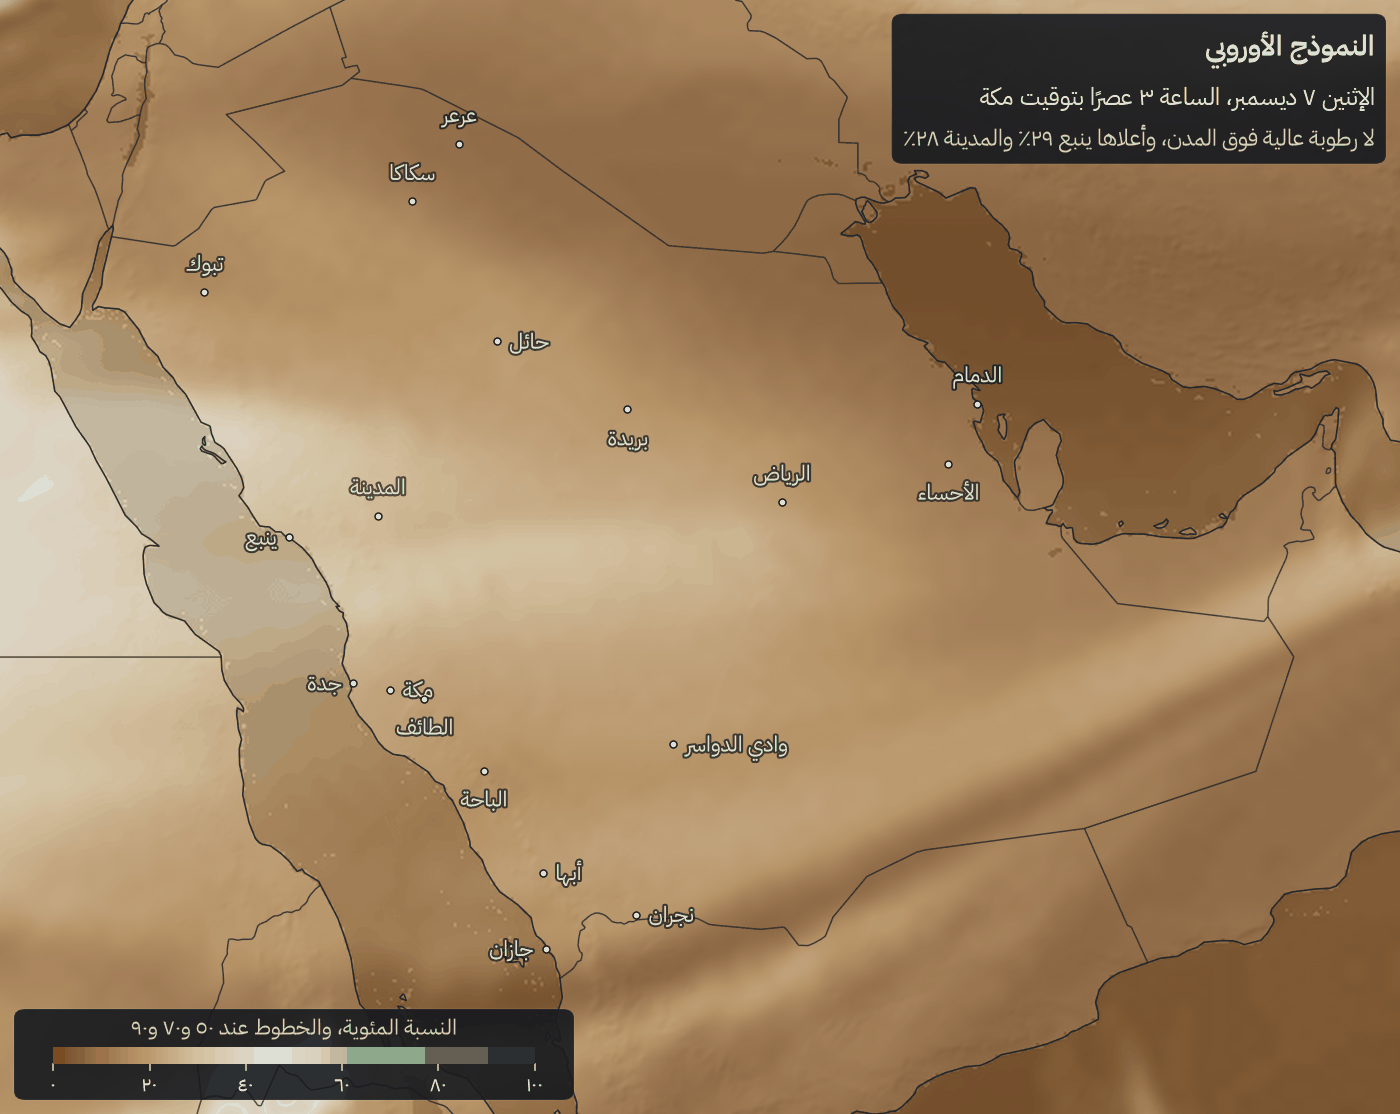 النموذج الأوروبي
الإثنين ٧ ديسمبر، الساعة ٣ عصرًا بتوقيت مكة
لا رطوبة عالية فوق المدن، وأعلاها ينبع ٢٩٪ والمدينة ٢٨٪
عرعر
سكاكا
تبوك
حائل
الدمام
بريدة
الرياض
المدينة
الأحساء
ينبع
جدة
مكة
الطائف
وادي الدواسر
الباحة
أبها
نجران
جازان
النسبة المئوية، والخطوط عند ٥٠ و٧٠ و٩٠
٠ ٢٠ ٤٠ ٦٠ ٨٠ ١٠٠